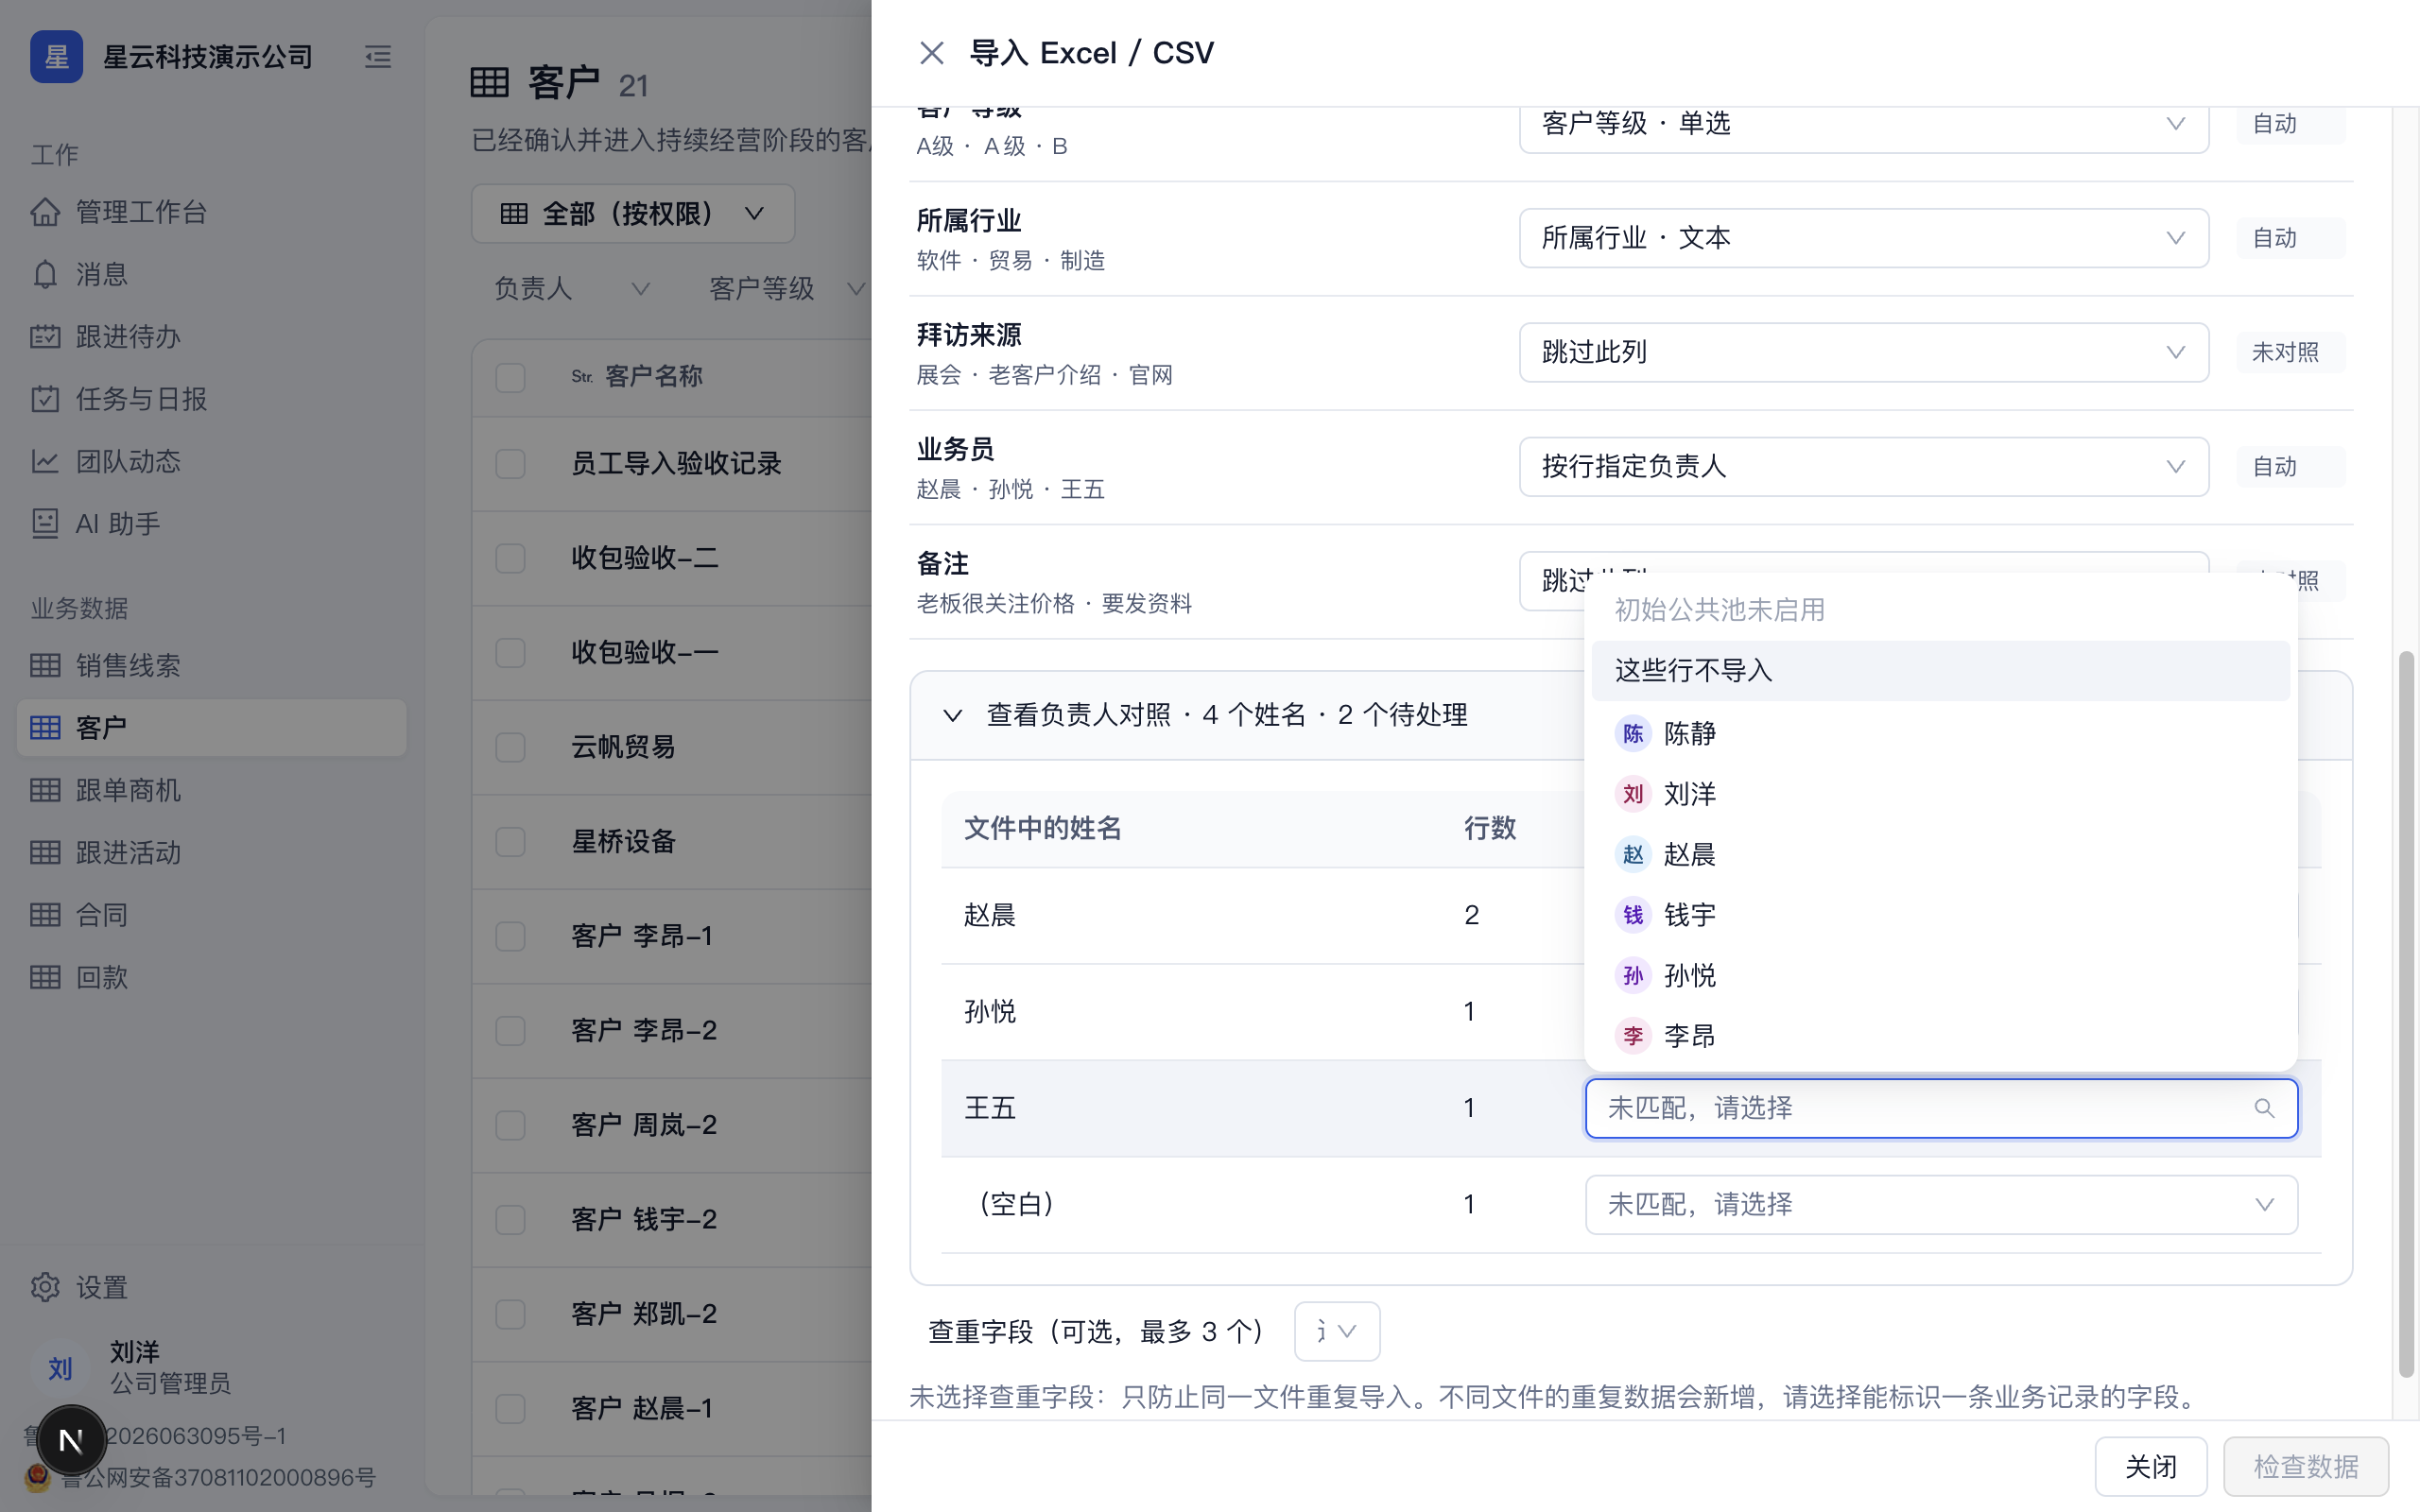 星 星云科技演示公司
工作
管理工作台
消息
跟进待办
任务与日报
团队动态
AI 助手
业务数据
销售线索
客户
跟单商机
跟进活动
合同
回款
设置
刘 刘洋
公司管理员
2026063095号-1
公网安备37081102000896号
N
客户 21
已经确认并进入持续经营阶段的客
全部（按权限）
负责人 客户等级
Str. 客户名称
员工导入验收记录
收包验收-二
收包验收-一
云帆贸易
星桥设备
客户 李昂-1
客户 李昂-2
客户 周岚-2
客户 钱宇-2
客户 郑凯-2
客户 赵晨-1
导入 Excel / CSV
客户等级 客户等级 · 单选 自动
A级 · A 级 · B
所属行业 所属行业 · 文本 自动
软件 · 贸易 · 制造
拜访来源 跳过此列 未对照
展会 · 老客户介绍 · 官网
业务员 按行指定负责人 自动
赵晨 · 孙悦 · 王五
备注 跳过此列
老板很关注价格 · 要发资料
查看负责人对照 · 4 个姓名 · 2 个待处理
文件中的姓名 行数
赵晨 2
孙悦 1
王五 1 未匹配，请选择
（空白） 1 未匹配，请选择
初始公共池未启用
这些行不导入
陈 陈静
刘 刘洋
赵 赵晨
钱 钱宇
孙 孙悦
李 李昂
查重字段（可选，最多 3 个）
未选择查重字段：只防止同一文件重复导入。不同文件的重复数据会新增，请选择能标识一条业务记录的字段。
关闭 检查数据